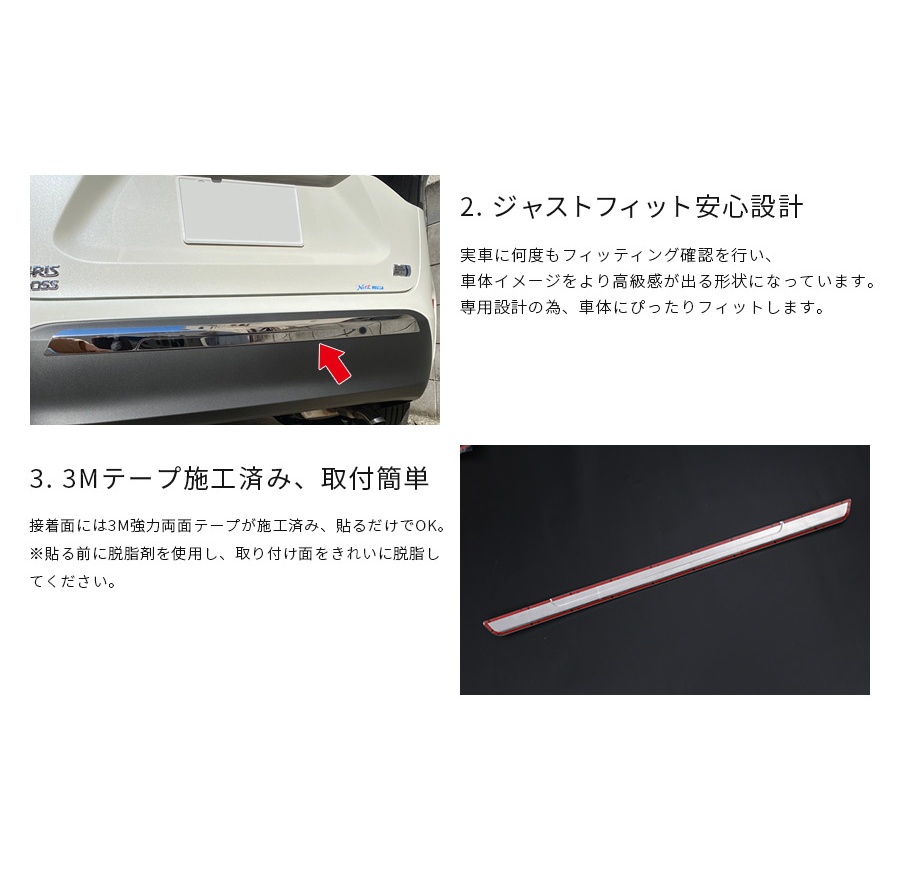 2. ジャストフィット安心設計
実車に何度もフィッティング確認を行い、
車体イメージをより高級感が出る形状になっています。
専用設計の為、車体にぴったりフィットします。
RIS
OSS
3. 3Mテープ施工済み、取付簡単
接着面には3M強力両面テープが施工済み、貼るだけでOK。
※貼る前に脱脂剤を使用し、取り付け面をきれいに脱脂し
てください。